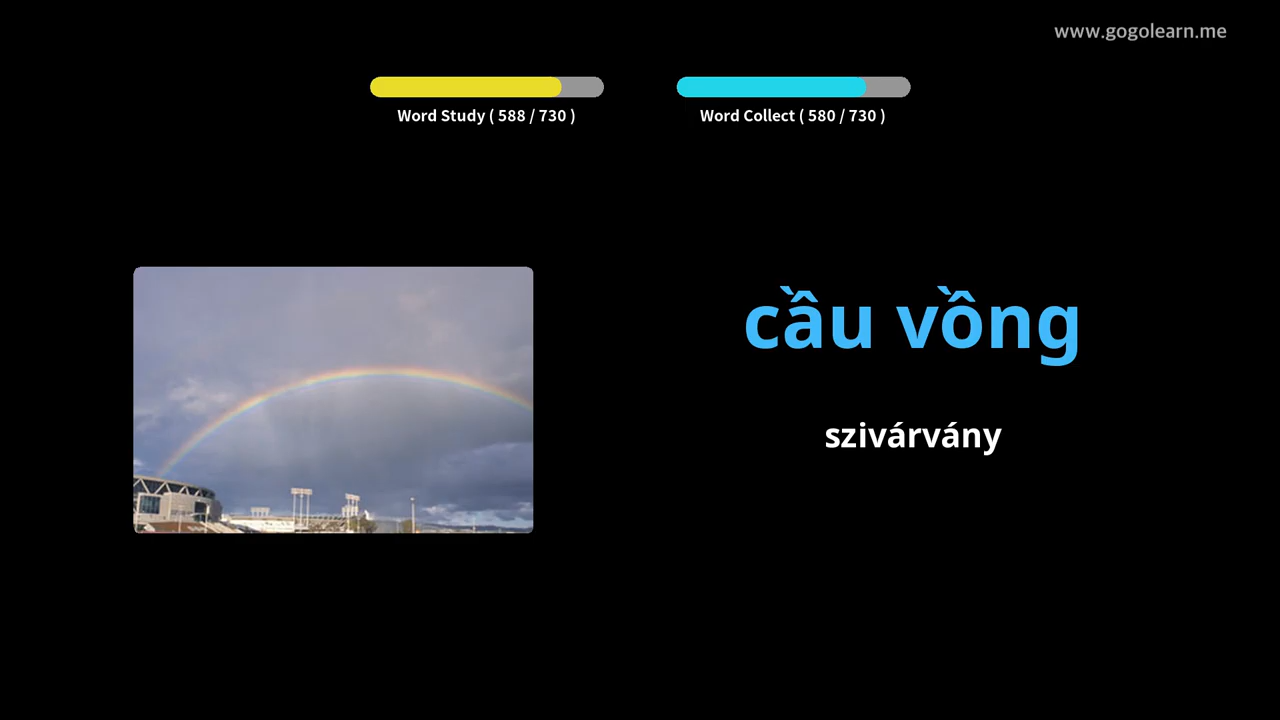 www.gogolearn.me
Word Study ( 588 / 730 )
Word Collect ( 580 / 730 )
cầu vồng
szivárvány